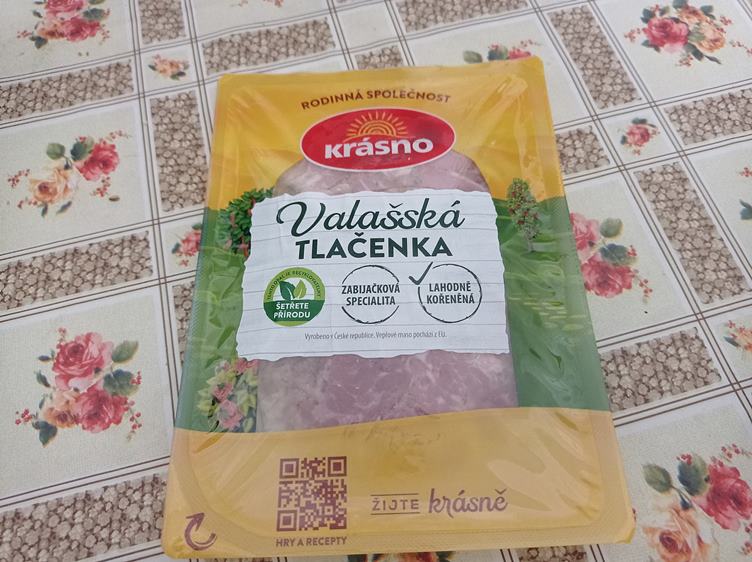 RODINNÁ SPOLEČNOST
Krásno
Valašská
TLAČENKA
ŠETŘETE
PŘÍRODU
ZABIJAČKOVÁ
SPECIALITA
LAHODNĚ
KOŘENĚNÁ
Vyrobeno v České republice. Vepřové maso pochází z EU.
ŽIJTE krásně
HRY A RECEPTY